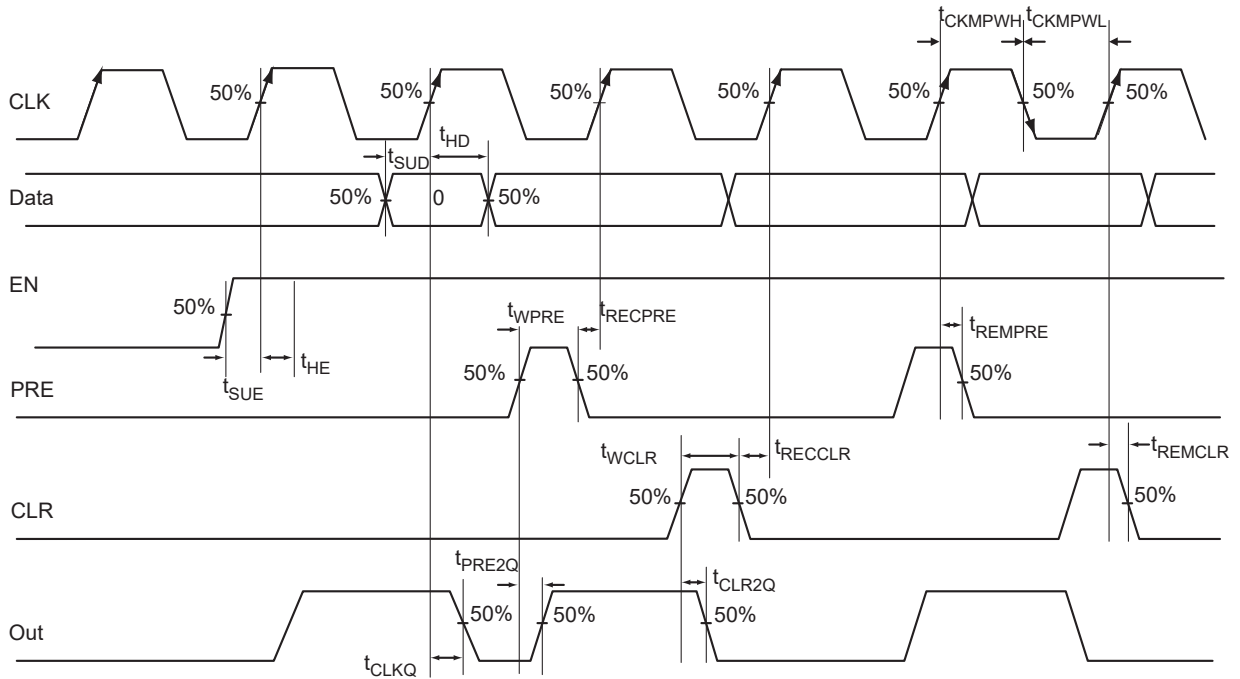 tCKMPWH tCKMPWL
CLK 50% 50% 50% 50% 50% 50% 50%
tSUD tHD
Data 50% 0 50%
EN 50%
tSUE tHE
tWPRE tRECPRE tREMPRE
PRE 50% 50% 50%
tWCLR tRECCLR tREMCLR
CLR 50% 50% 50%
tPRE2Q tCLR2Q
Out 50% 50% 50%
tCLKQ